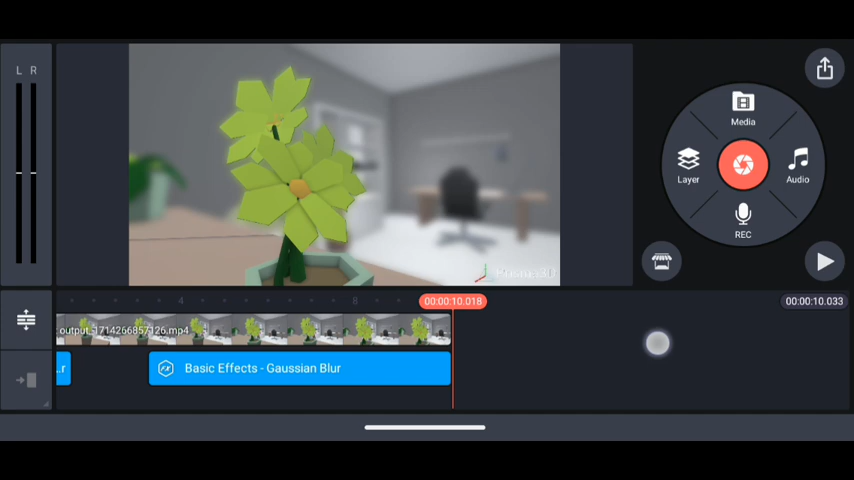 L R
Media
Layer
Audio
REC
Prisma3D
4
8
00:00:10.018
00:00:10.033
output_1714266857126.mp4
..r
Basic Effects - Gaussian Blur